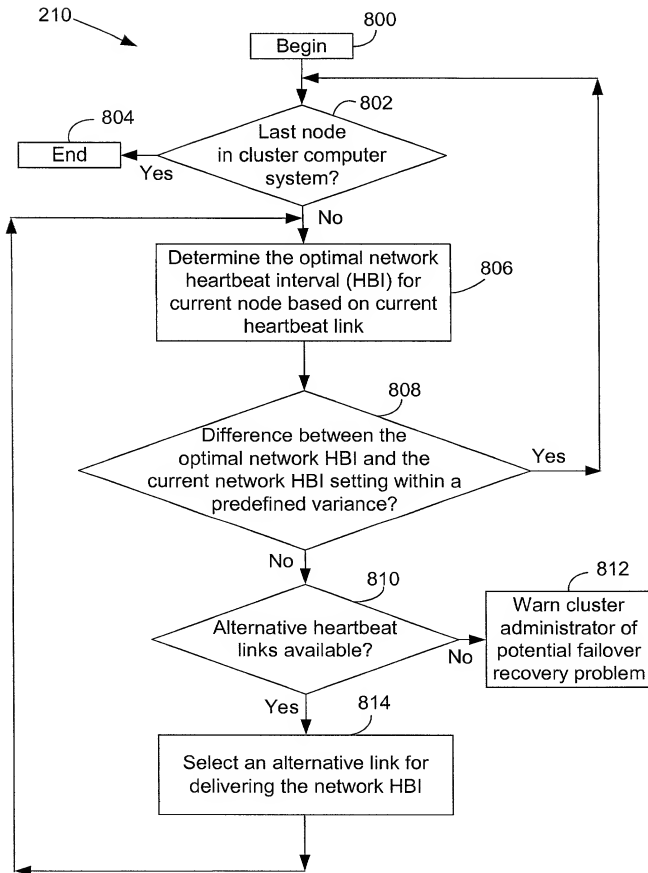 210
800
Begin
802
804
Last node
in cluster computer
system?
End
Yes
No
Determine the optimal network
heartbeat interval (HBI) for
current node based on current
heartbeat link
806
808
Difference between the
optimal network HBI and the
current network HBI setting within a
predefined variance?
Yes
No
810
812
Alternative heartbeat
links available?
No
Warn cluster
administrator of
potential failover
recovery problem
Yes
814
Select an alternative link for
delivering the network HBI